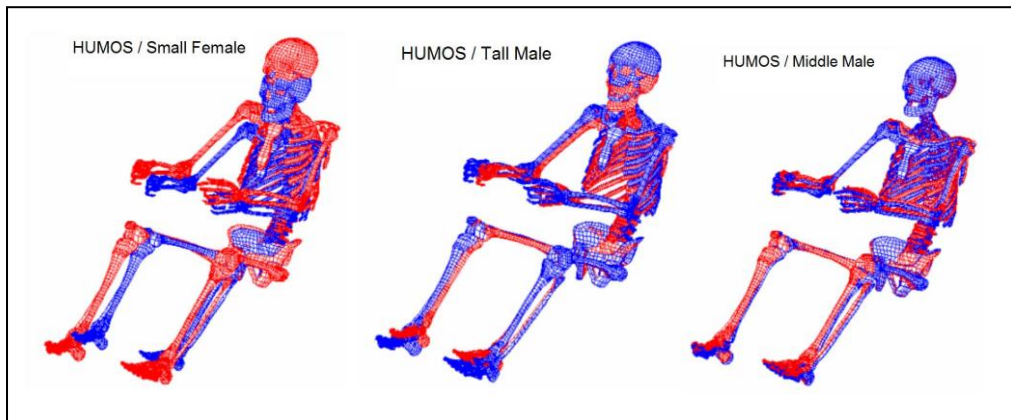 HUMOS / Small Female
HUMOS / Tall Male
HUMOS / Middle Male